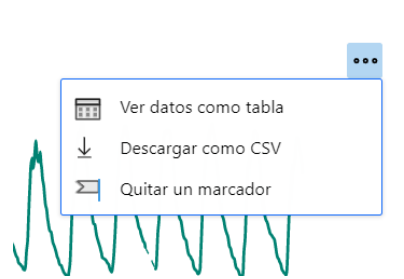 Ver datos como tabla
Descargar como CSV
Quitar un marcador